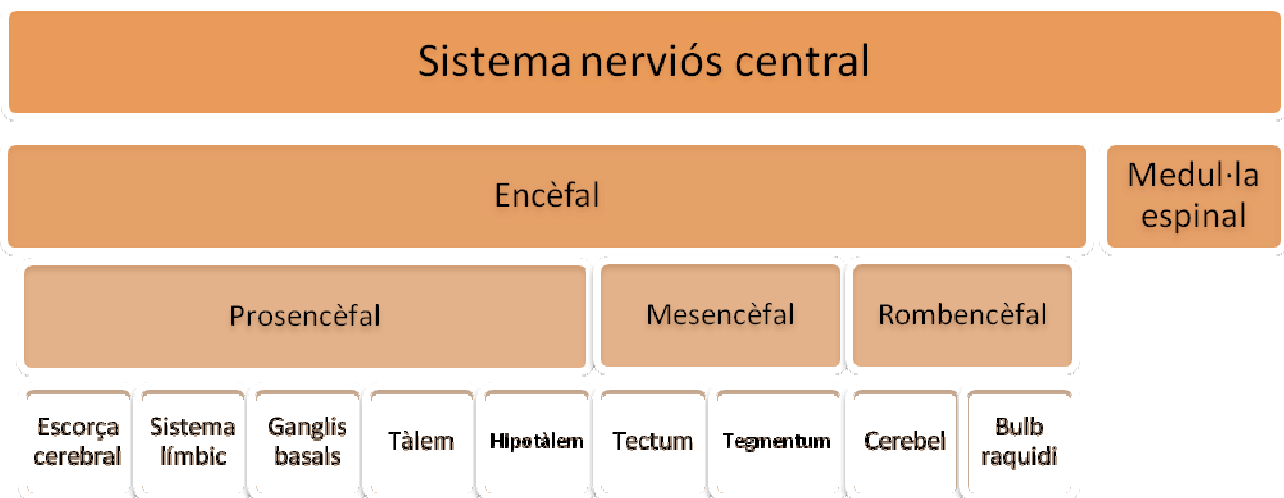 Sistema nerviós central
Encèfal
Medul·la
espinal
Prosencèfal
Mesencèfal
Rombencèfal
Escorça
cerebral
Sistema
límbic
Ganglis
basals
Tàlem
Hipotàlem
Tectum
Tegmentum
Cerebel
Bulb
raquidi